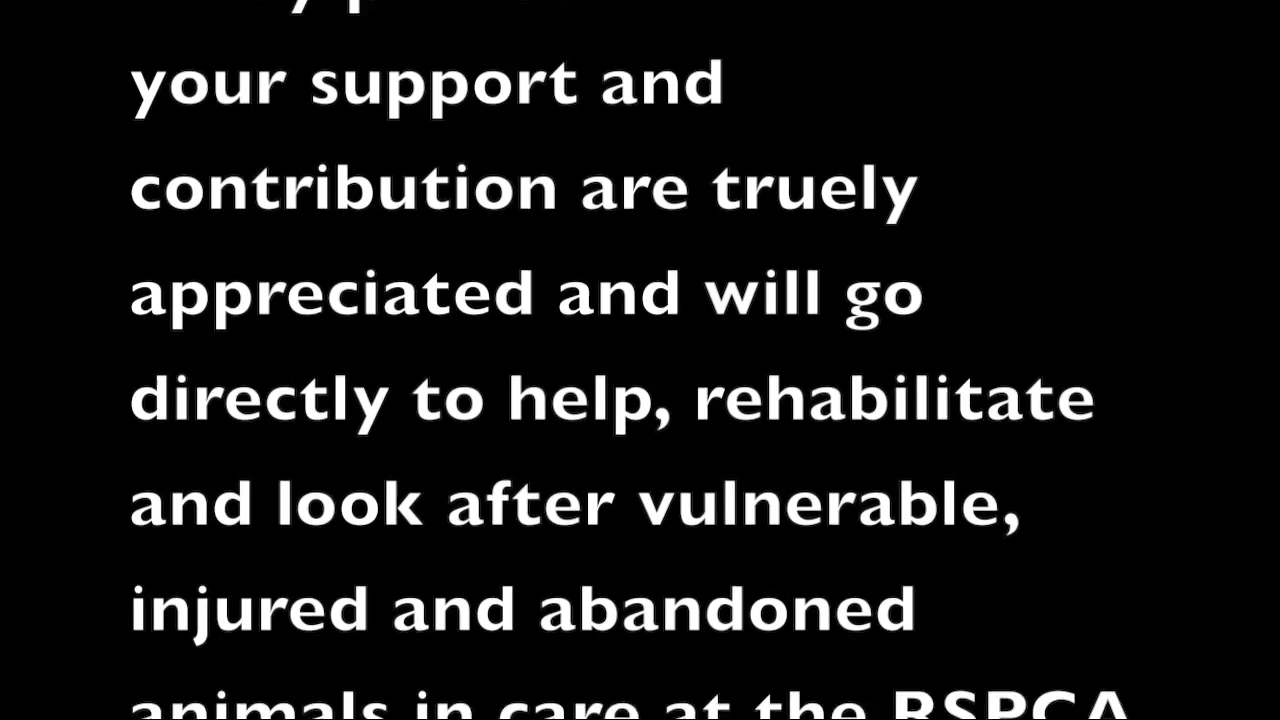 your support and
contribution are truely
appreciated and will go
directly to help, rehabilitate
and look after vulnerable,
injured and abandoned
animals in care at the RSPCA